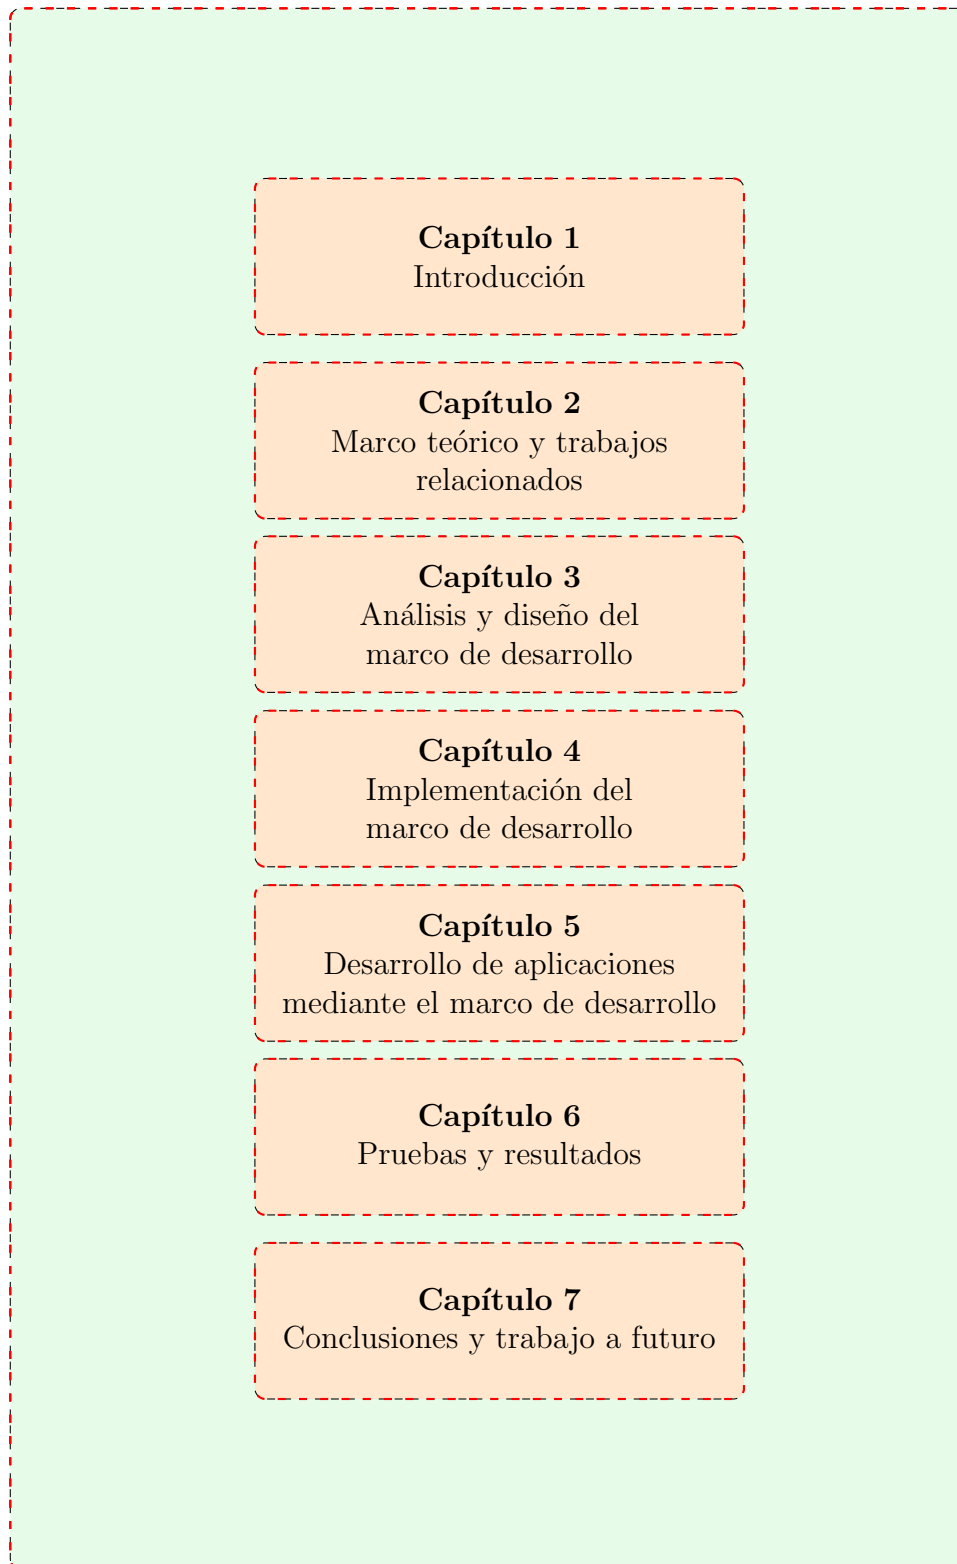 Capítulo 1
Introducción
Capítulo 2
Marco teórico y trabajos
relacionados
Capítulo 3
Análisis y diseño del
marco de desarrollo
Capítulo 4
Implementación del
marco de desarrollo
Capítulo 5
Desarrollo de aplicaciones
mediante el marco de desarrollo
Capítulo 6
Pruebas y resultados
Capítulo 7
Conclusiones y trabajo a futuro